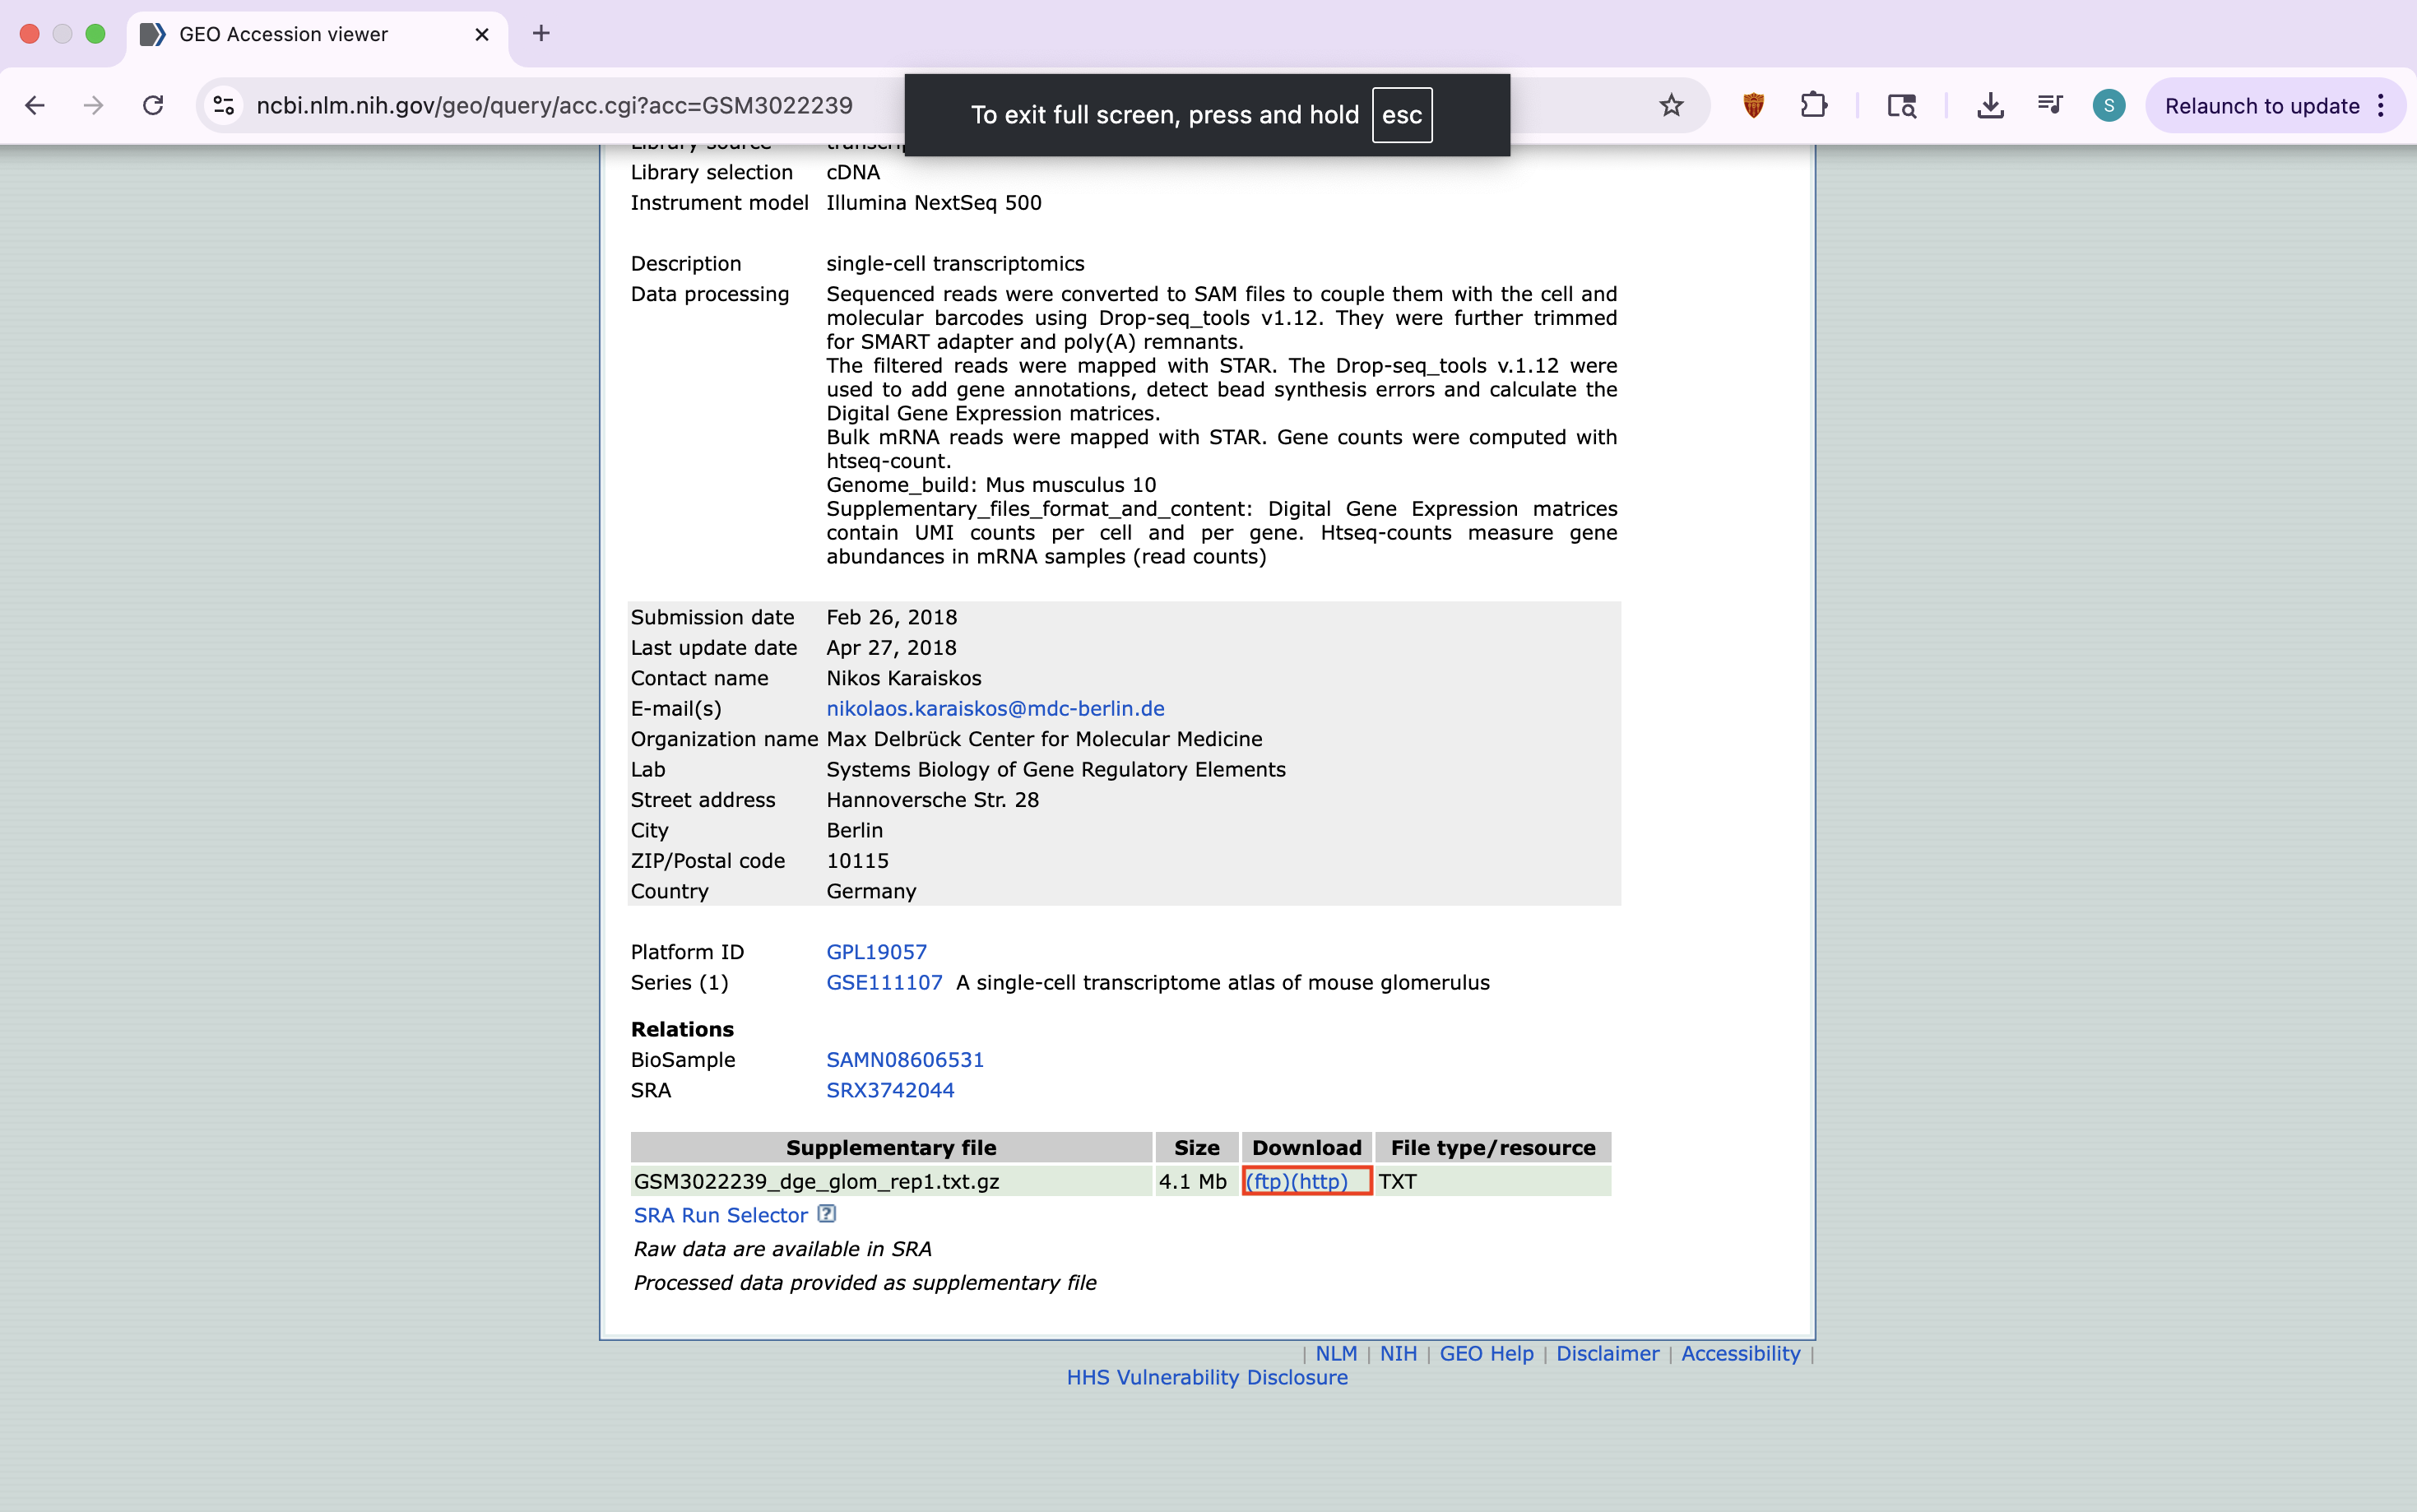 GEO Accession viewer
ncbi.nlm.nih.gov/geo/query/acc.cgi?acc=GSM3022239
To exit full screen, press and hold esc
S
Relaunch to update
Library source
Library selection cDNA
Instrument model Illumina NextSeq 500
Description single-cell transcriptomics
Data processing Sequenced reads were converted to SAM files to couple them with the cell and
molecular barcodes using Drop-seq_tools v1.12. They were further trimmed
for SMART adapter and poly(A) remnants.
The filtered reads were mapped with STAR. The Drop-seq_tools v.1.12 were
used to add gene annotations, detect bead synthesis errors and calculate the
Digital Gene Expression matrices.
Bulk mRNA reads were mapped with STAR. Gene counts were computed with
htseq-count.
Genome_build: Mus musculus 10
Supplementary_files_format_and_content: Digital Gene Expression matrices
contain UMI counts per cell and per gene. Htseq-counts measure gene
abundances in mRNA samples (read counts)
Submission date Feb 26, 2018
Last update date Apr 27, 2018
Contact name Nikos Karaiskos
E-mail(s) nikolaos.karaiskos@mdc-berlin.de
Organization name Max Delbrück Center for Molecular Medicine
Lab Systems Biology of Gene Regulatory Elements
Street address Hannoversche Str. 28
City Berlin
ZIP/Postal code 10115
Country Germany
Platform ID GPL19057
Series (1) GSE111107 A single-cell transcriptome atlas of mouse glomerulus
Relations
BioSample SAMN08606531
SRA SRX3742044
Supplementary file Size Download File type/resource
GSM3022239_dge_glom_rep1.txt.gz 4.1 Mb (ftp)(http) TXT
SRA Run Selector ?
Raw data are available in SRA
Processed data provided as supplementary file
| NLM | NIH | GEO Help | Disclaimer | Accessibility |
HHS Vulnerability Disclosure